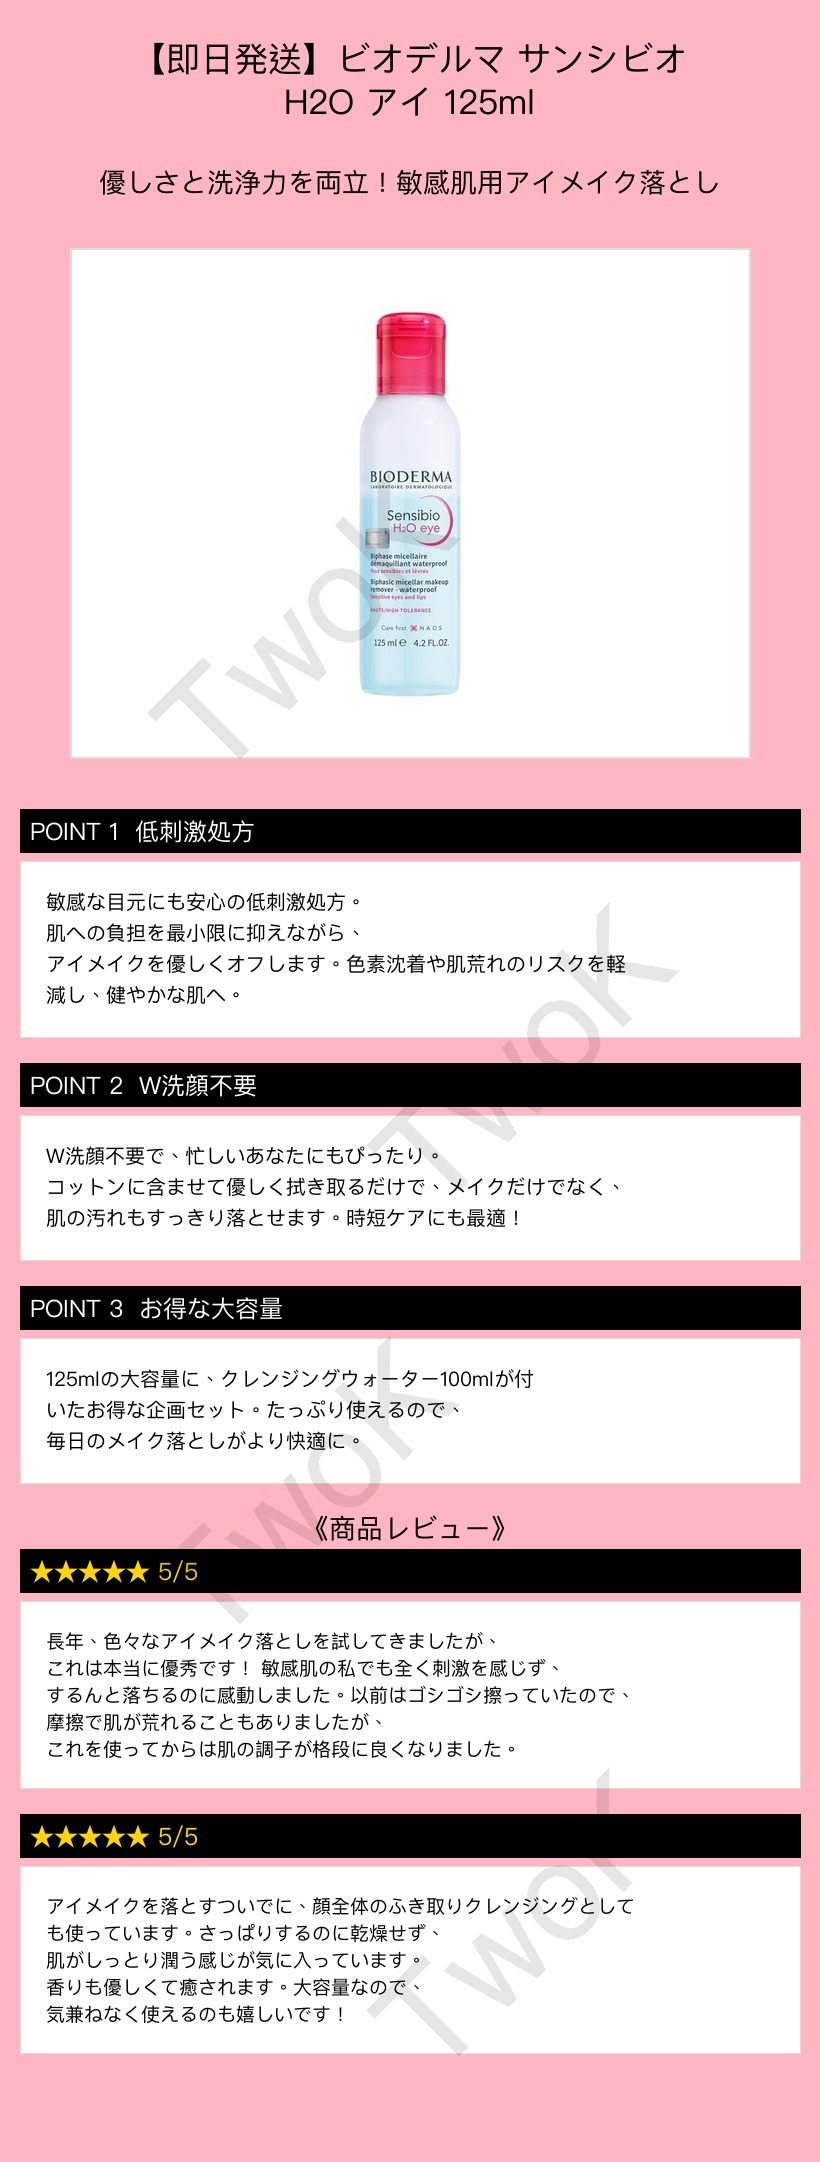 【即日発送】ビオデルマ サンシビオ
H2O アイ 125ml
優しさと洗浄力を両立！敏感肌用アイメイク落とし
BIODERMA
LABORATOIRE DERMATOLOGIQUE
Sensibio
H2O eye
Biphase micellaire
démaquillant waterproof
Yeux sensibles et lèvres
Biphasic micellar makeup
remover - waterproof
Sensitive eyes and lips
HAUTE/HIGH TOLERANCE
Care first. NAOS
125 ml ℮ 4.2 FL.OZ.
TwoK
POINT 1 低刺激処方
敏感な目元にも安心の低刺激処方。
肌への負担を最小限に抑えながら、
アイメイクを優しくオフします。色素沈着や肌荒れのリスクを軽
減し、健やかな肌へ。
TwoK
POINT 2 W洗顔不要
W洗顔不要で、忙しいあなたにもぴったり。
コットンに含ませて優しく拭き取るだけで、メイクだけでなく、
肌の汚れもすっきり落とせます。時短ケアにも最適！
POINT 3 お得な大容量
125mlの大容量に、クレンジングウォーター100mlが付
いたお得な企画セット。たっぷり使えるので、
毎日のメイク落としがより快適に。
TwoK
《商品レビュー》
★★★★★ 5/5
長年、色々なアイメイク落としを試してきましたが、
これは本当に優秀です！ 敏感肌の私でも全く刺激を感じず、
するんと落ちるのに感動しました。以前はゴシゴシ擦っていたので、
摩擦で肌が荒れることもありましたが、
これを使ってからは肌の調子が格段に良くなりました。
★★★★★ 5/5
アイメイクを落とすついでに、顔全体のふき取りクレンジングとして
も使っています。さっぱりするのに乾燥せず、
肌がしっとり潤う感じが気に入っています。
香りも優しくて癒されます。大容量なので、
気兼ねなく使えるのも嬉しいです！
TwoK